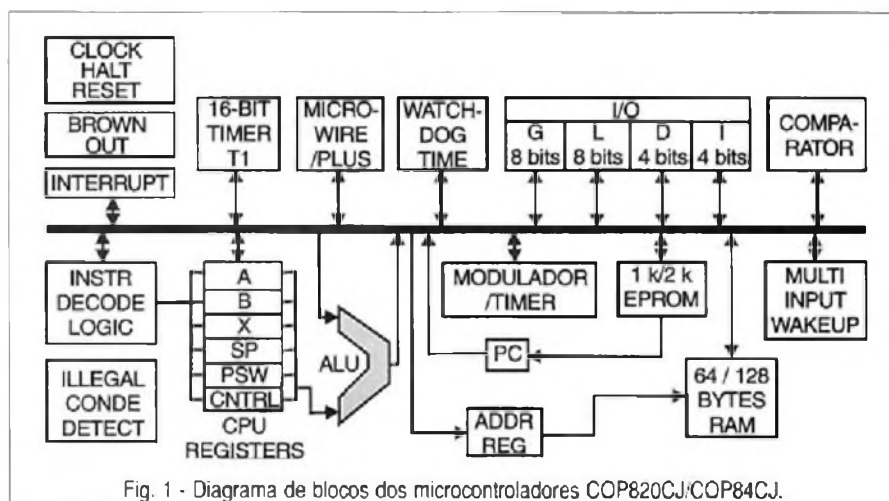 CLOCK
HALT
RESET
BROWN
OUT
INTERRUPT
16-BIT
TIMER
T1
MICRO-
WIRE
/PLUS
WATCH-
DOG
TIME
I/O
G
8 bits
L
8 bits
D
4 bits
I
4 bits
COMPA-
RATOR
INSTR
DECODE
LOGIC
ILLEGAL
CONDE
DETECT
A
B
X
SP
PSW
CNTRL
CPU
REGISTERS
ALU
MODULADOR
/TIMER
1 k/2 k
EPROM
MULTI
INPUT
WAKEUP
PC
ADDR
REG
64 / 128
BYTES
RAM
Fig. 1 - Diagrama de blocos dos microcontroladores COP820CJ/COP84CJ.